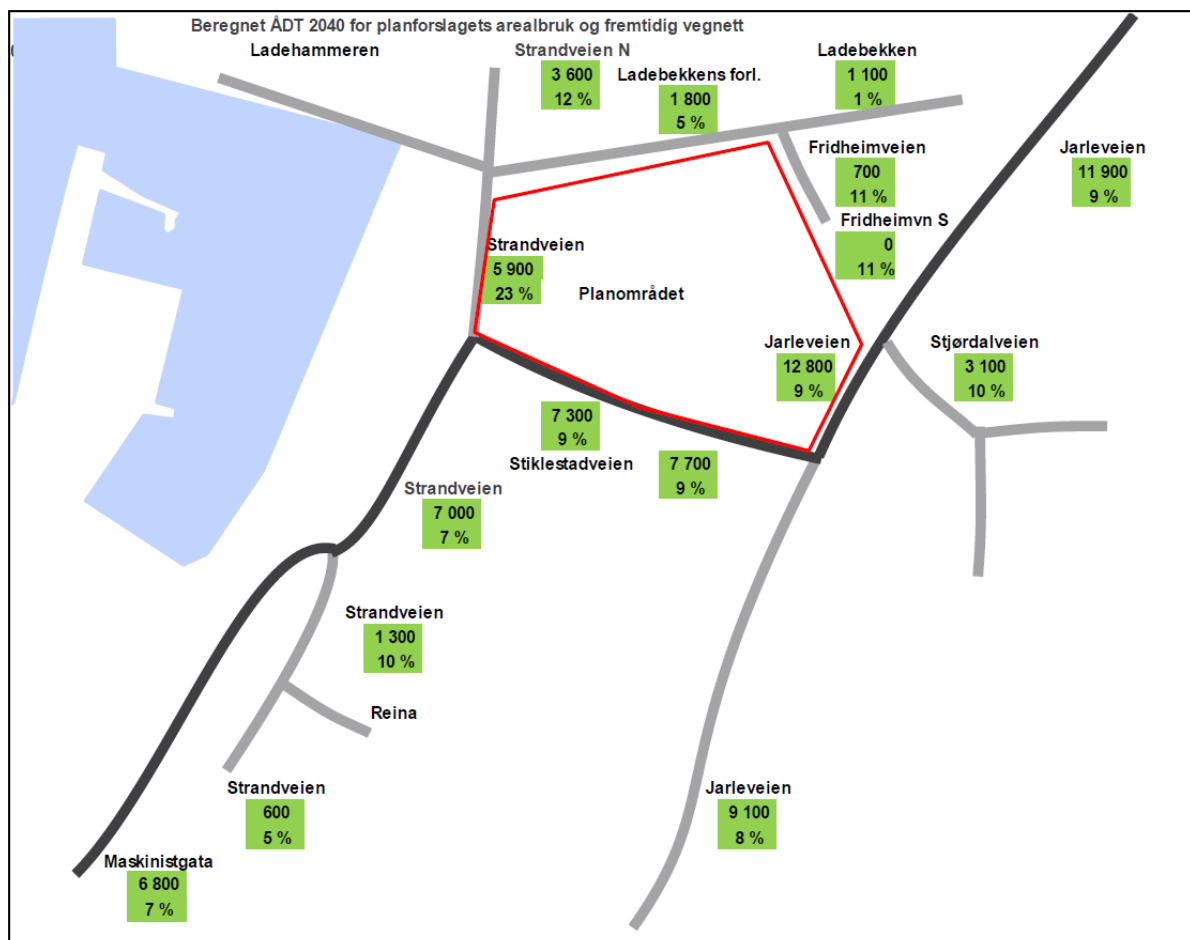 Beregnet ÅDT 2040 for planforslagets arealbruk og fremtidig vegnett
Ladehammeren
Strandveien N
3 600
12 %
Ladebekkens forl.
1 800
5 %
Ladebekken
1 100
1 %
Fridheimveien
700
11 %
Fridheimvn S
0
11 %
Jarleveien
11 900
9 %
Strandveien
5 900
23 %
Planområdet
Jarleveien
12 800
9 %
Stjørdalveien
3 100
10 %
7 300
9 %
Stiklestadveien
7 700
9 %
Strandveien
7 000
7 %
Strandveien
1 300
10 %
Reina
Strandveien
600
5 %
Jarleveien
9 100
8 %
Maskinistgata
6 800
7 %